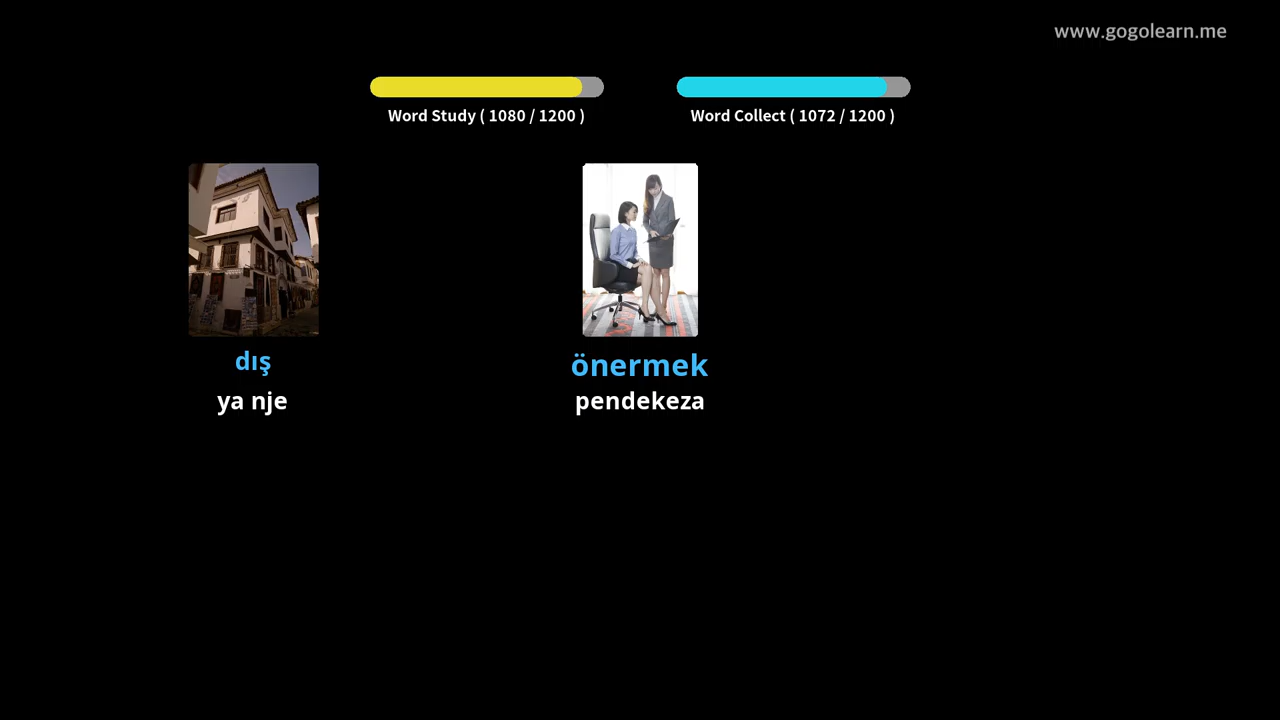 www.gogolearn.me
Word Study ( 1080 / 1200 )
Word Collect ( 1072 / 1200 )
dış
ya nje
önermek
pendekeza